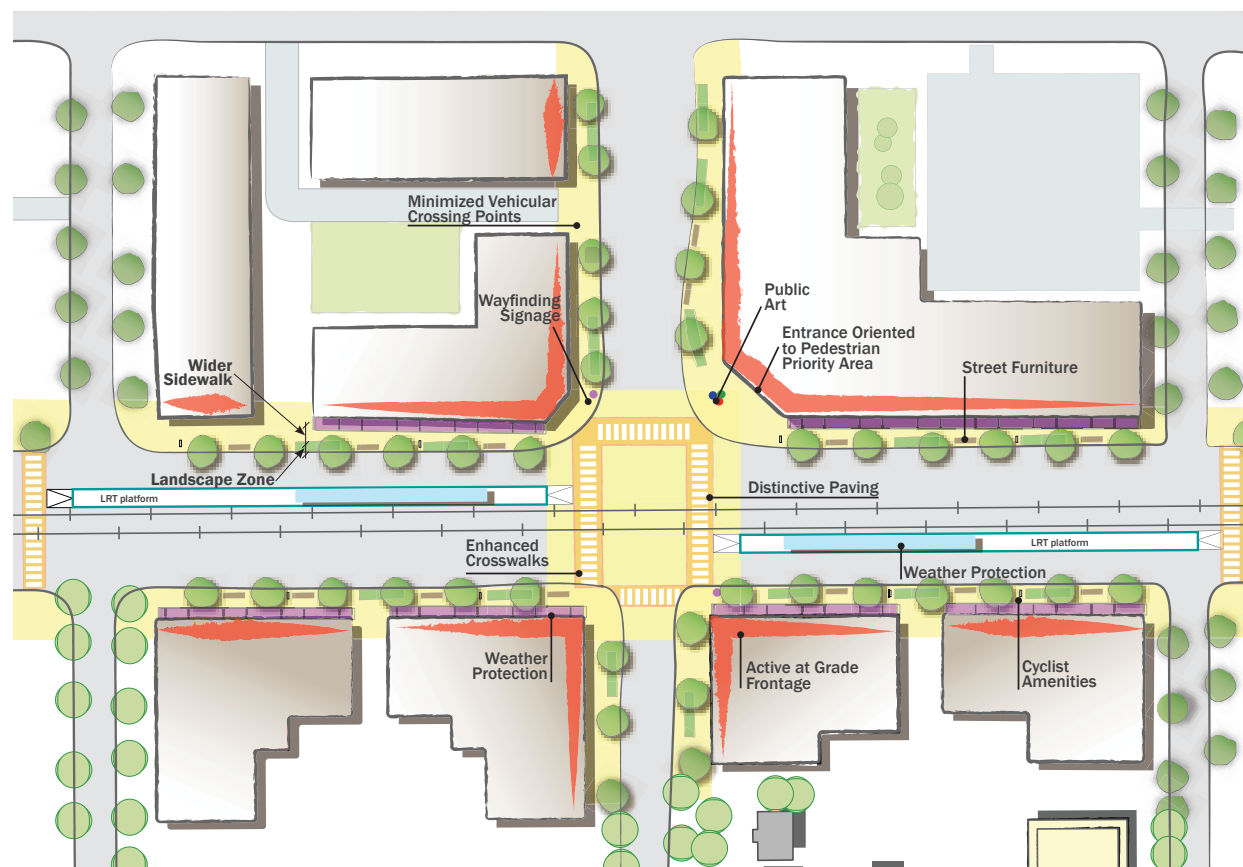 Minimized Vehicular
Crossing Points
Public
Art
Wayfinding
Signage
Entrance Oriented
to Pedestrian
Priority Area
Wider
Sidewalk
Street Furniture
Landscape Zone
Distinctive Paving
LRT platform
LRT platform
Enhanced
Crosswalks
Weather Protection
Weather
Protection
Active at Grade
Frontage
Cyclist
Amenities